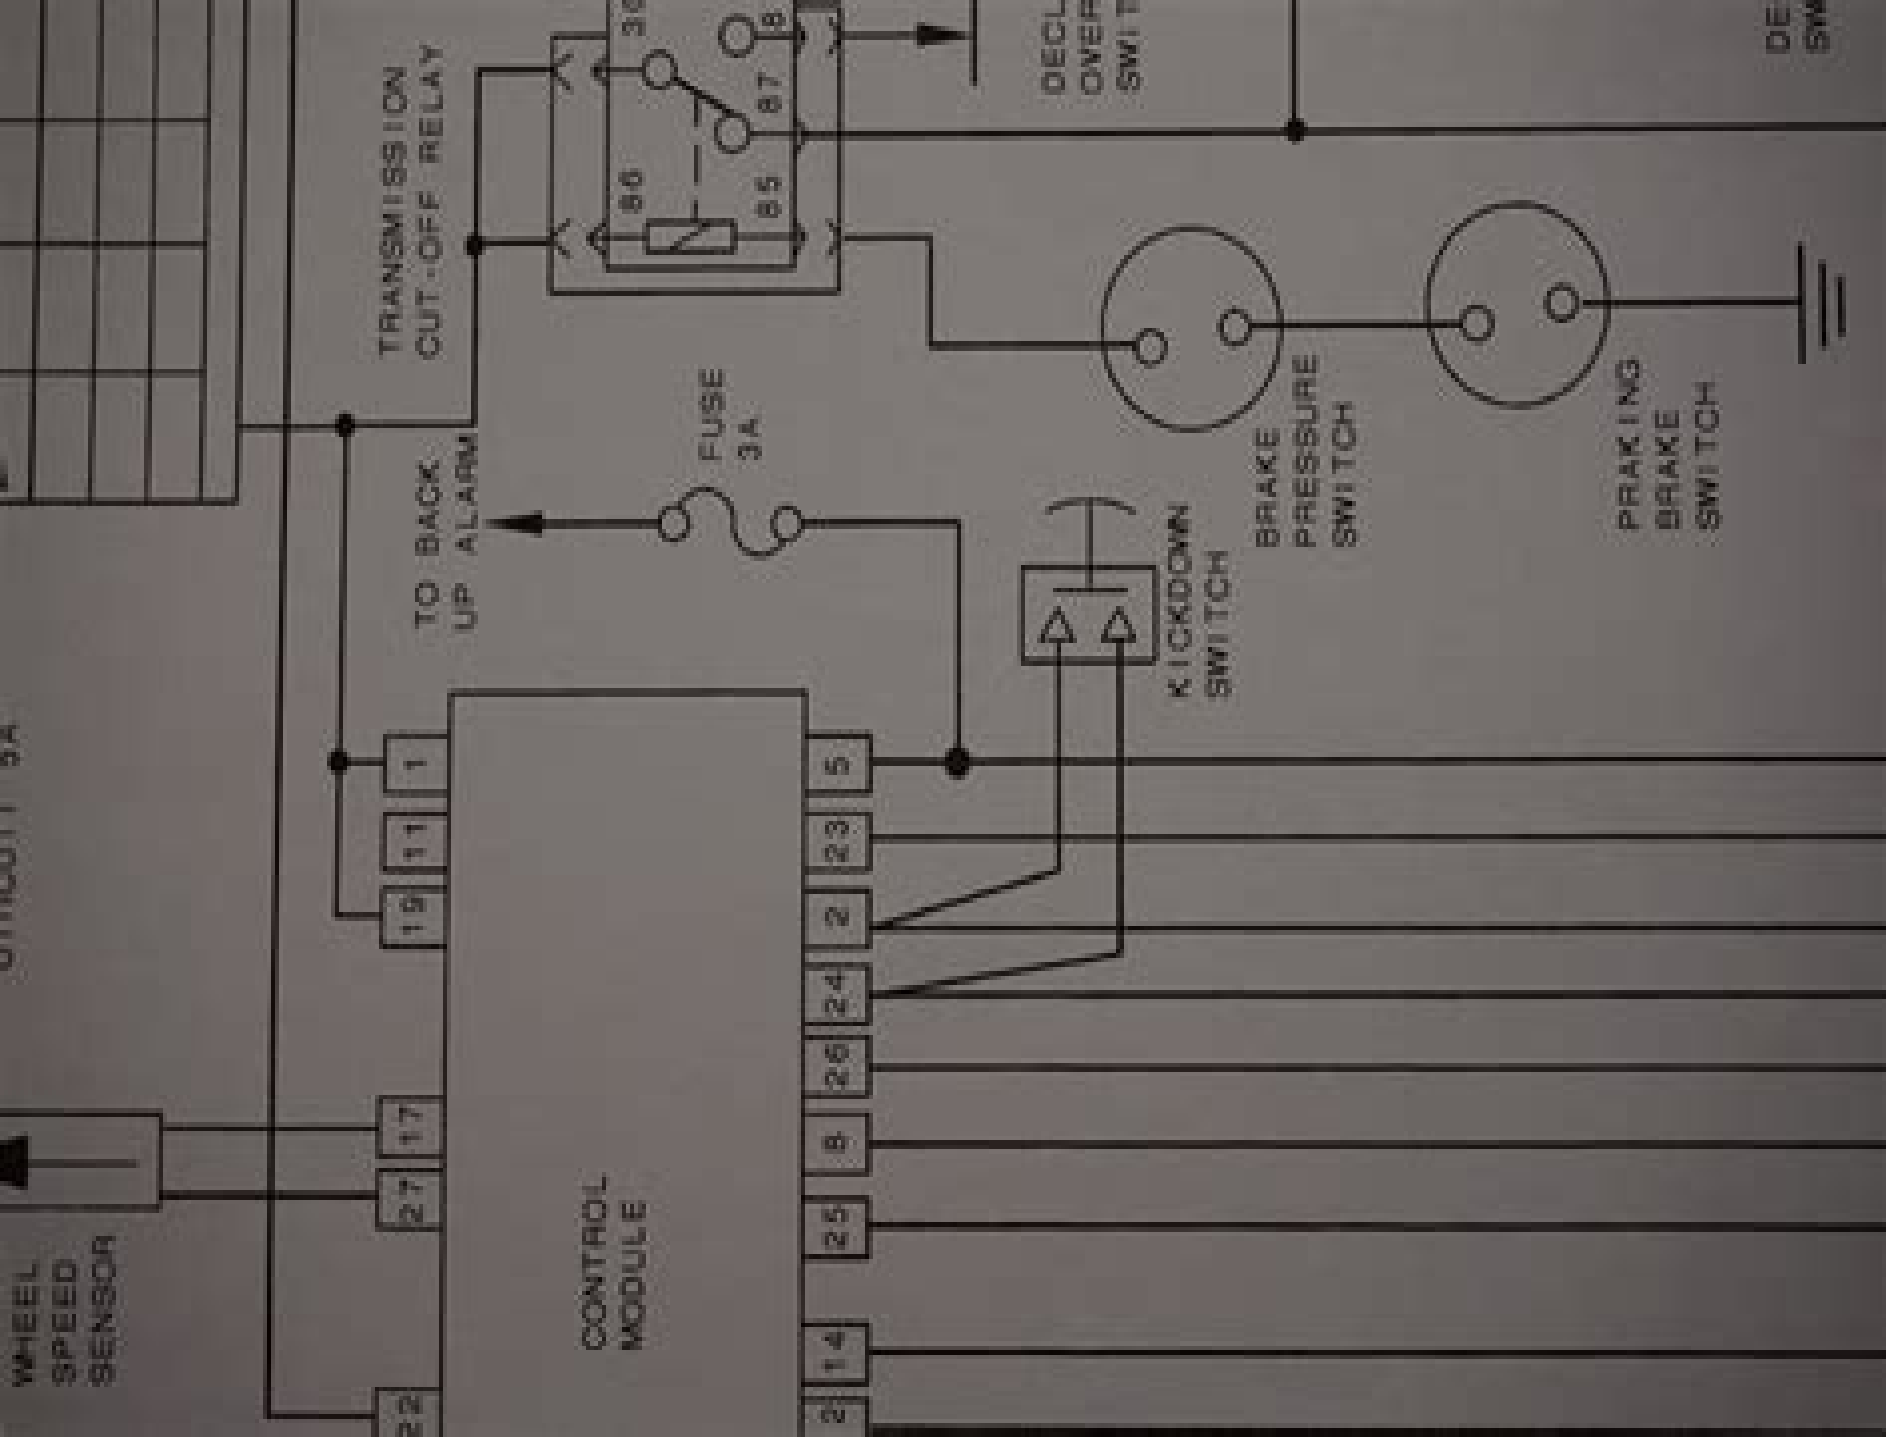 TRANSMISSION
CUT-OFF RELAY
30
87
86
85
TO BACK
UP ALARM
FUSE
3A
KICKDOWN
SWITCH
BRAKE
PRESSURE
SWITCH
PRAKING
BRAKE
SWITCH
WHEEL
SPEED
SENSOR
CONTROL
MODULE
1
11
19
17
27
22
5
23
2
24
26
8
25
14